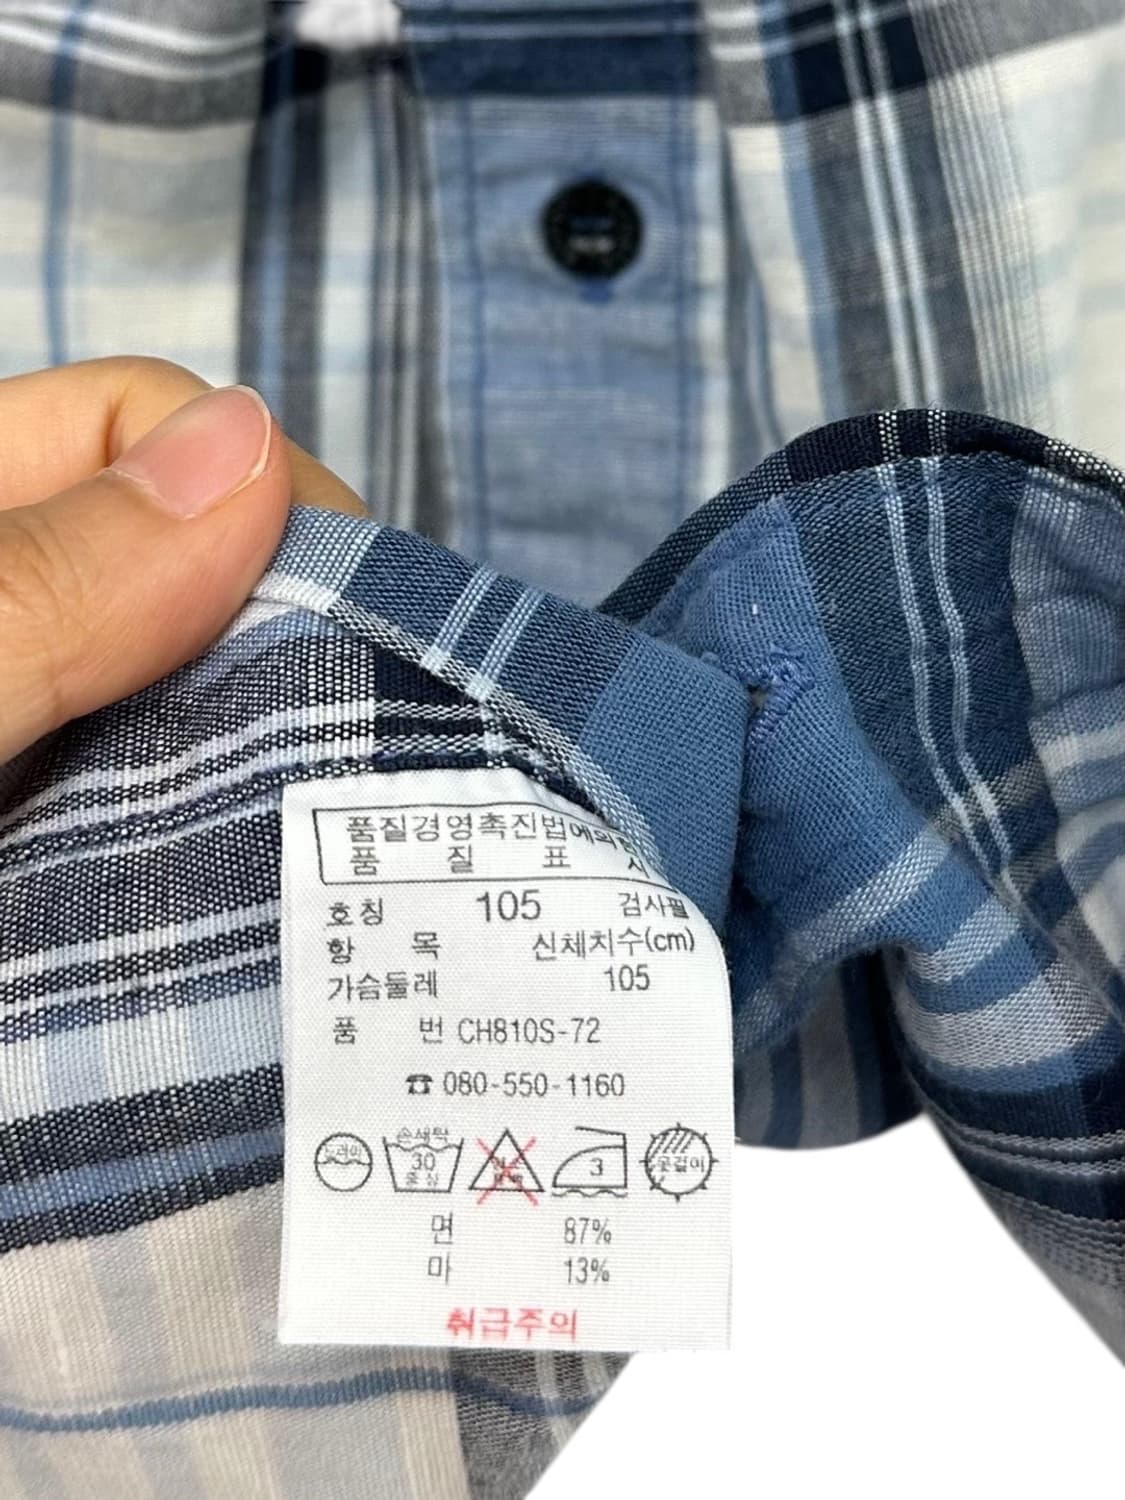 품질경영촉진법에의한
품 질 표 시
호칭 105 검사필
항 목 신체치수(cm)
가슴둘레 105
품 번 CH810S-72
☎ 080-550-1160
드라이 손세탁 30 중성 3 옷걸이
면 87%
마 13%
취급주의